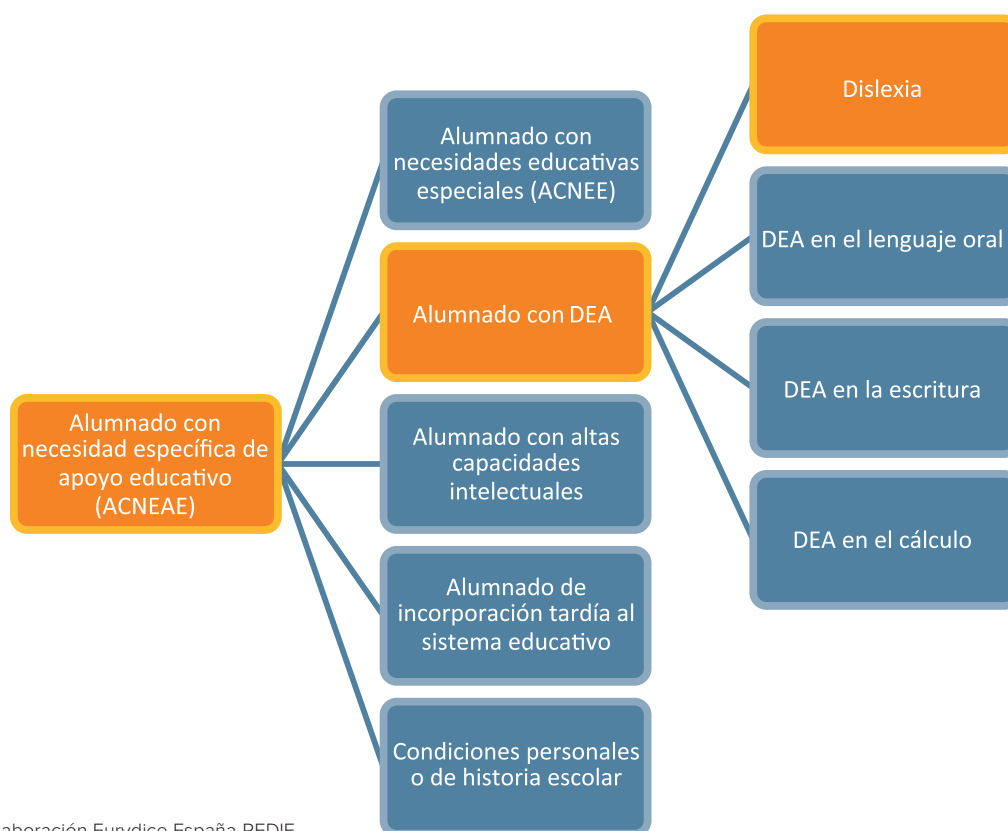 Alumnado con
necesidad específica de
apoyo educativo
(ACNEAE)
Alumnado con
necesidades educativas
especiales (ACNEE)
Alumnado con DEA
Alumnado con altas
capacidades
intelectuales
Alumnado de
incorporación tardía al
sistema educativo
Condiciones personales
o de historia escolar
Dislexia
DEA en el lenguaje oral
DEA en la escritura
DEA en el cálculo
laboración Eurydice España-REDIE